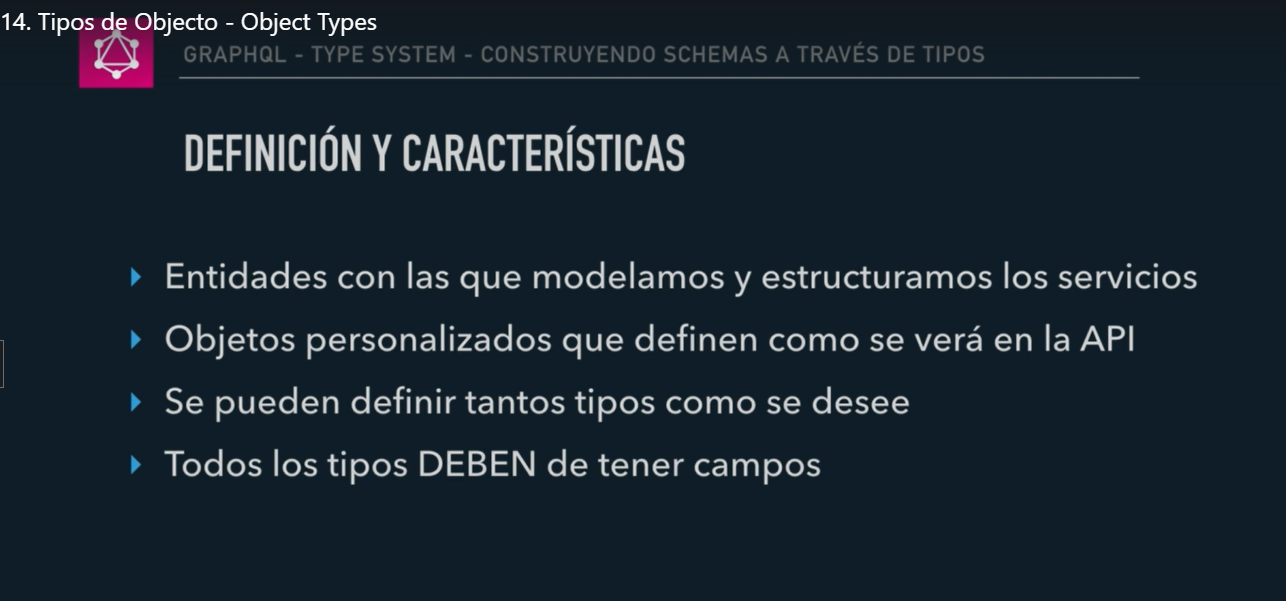 14. Tipos de Objecto - Object Types
GRAPHQL - TYPE SYSTEM - CONSTRUYENDO SCHEMAS A TRAVÉS DE TIPOS
DEFINICIÓN Y CARACTERÍSTICAS
Entidades con las que modelamos y estructuramos los servicios
Objetos personalizados que definen como se verá en la API
Se pueden definir tantos tipos como se desee
Todos los tipos DEBEN de tener campos